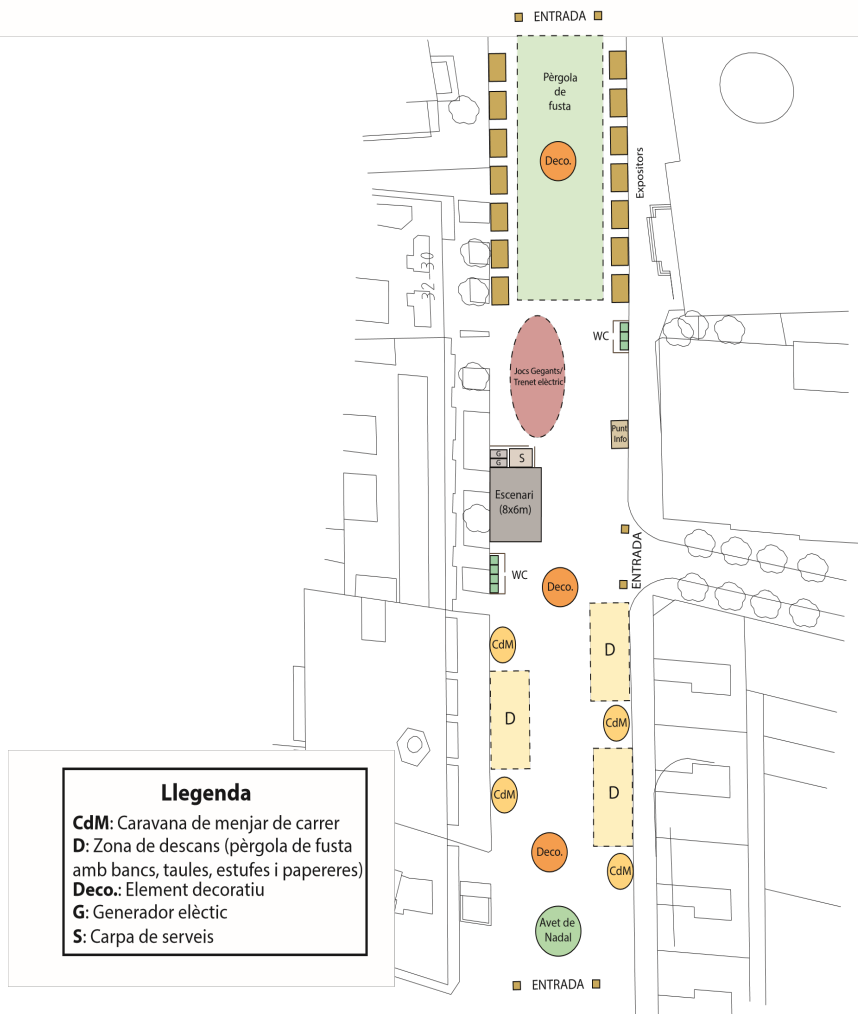 ENTRADA
Pèrgola
de
fusta
Deco.
Expositors
30
32
WC
Jocs Gegants/
Trenet elèctric
Punt
Info
G
G
S
Escenari
(8x6m)
ENTRADA
WC
Deco.
CdM
D
D
CdM
CdM
D
Deco.
CdM
Avet de
Nadal
ENTRADA
Llegenda
CdM: Caravana de menjar de carrer
D: Zona de descans (pèrgola de fusta
amb bancs, taules, estufes i papereres)
Deco.: Element decoratiu
G: Generador elèctic
S: Carpa de serveis